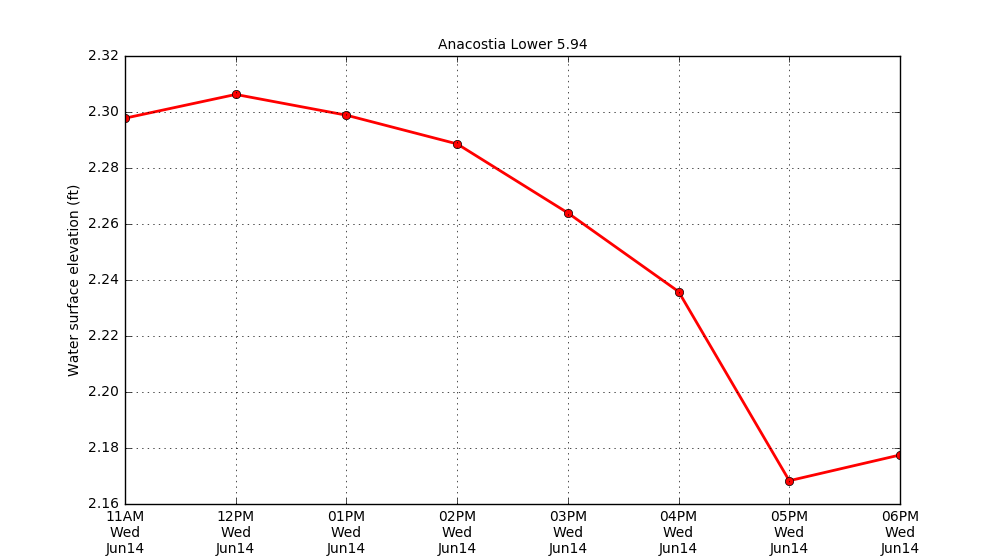 Anacostia Lower 5.94
Water surface elevation (ft)
2.32
2.30
2.28
2.26
2.24
2.22
2.20
2.18
2.16
11AM 12PM 01PM 02PM 03PM 04PM 05PM 06PM
Wed Wed Wed Wed Wed Wed Wed Wed
Jun14 Jun14 Jun14 Jun14 Jun14 Jun14 Jun14 Jun14